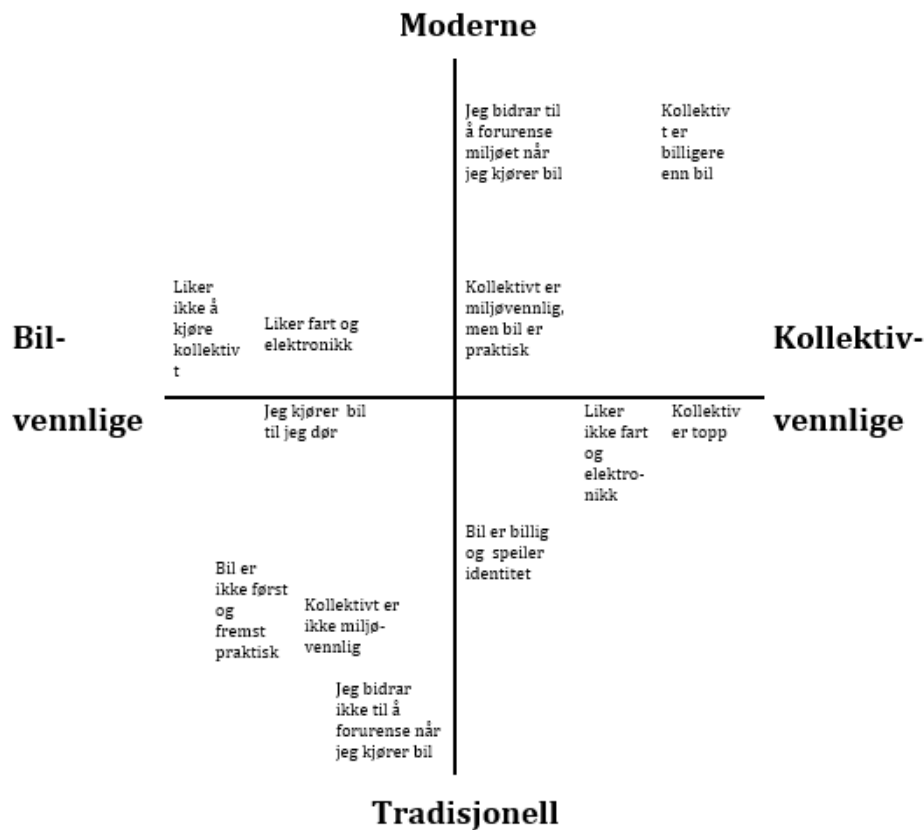 Moderne
Jeg bidrar til
å forurense
miljøet når
jeg kjører bil
Kollektiv
t er
billigere
enn bil
Liker
ikke å
kjøre
kollektiv
t
Liker fart og
elektronikk
Kollektivt er
miljøvennlig,
men bil er
praktisk
Bil-
vennlige
Kollektiv-
vennlige
Jeg kjører bil
til jeg dør
Liker
ikke fart
og
elektro-
nikk
Kollektiv
er topp
Bil er billig
og speiler
identitet
Bil er
ikke først
og
fremst
praktisk
Kollektivt er
ikke miljø-
vennlig
Jeg bidrar
ikke til å
forurense når
jeg kjører bil
Tradisjonell